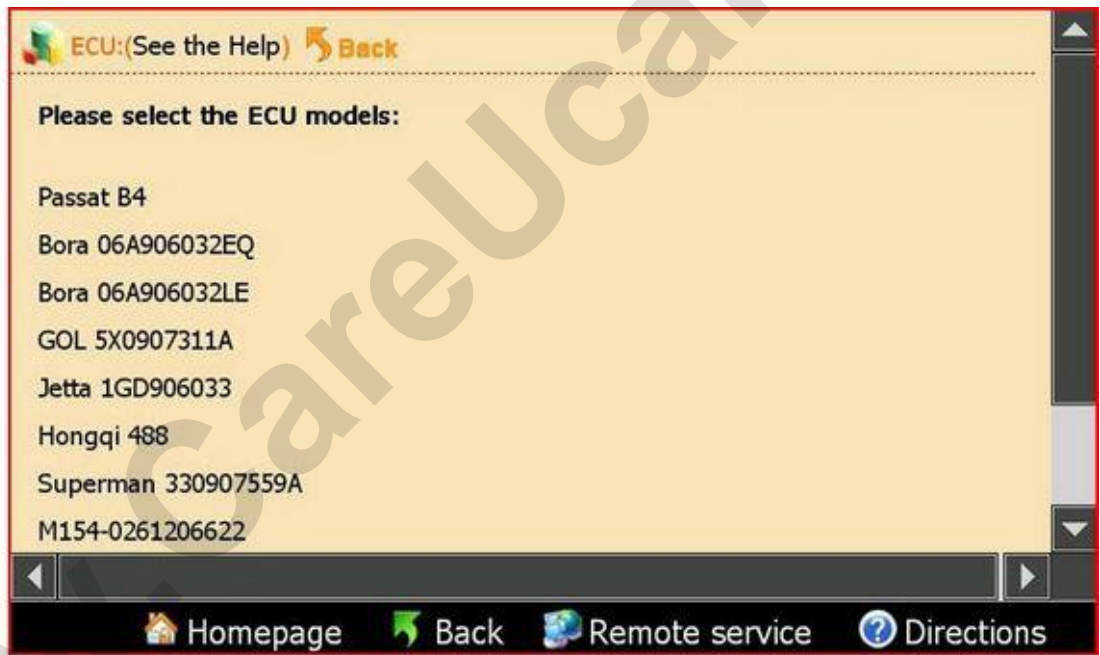 ECU:(See the Help) Back
Please select the ECU models:
Passat B4
Bora 06A906032EQ
Bora 06A906032LE
GOL 5X0907311A
Jetta 1GD906033
Hongqi 488
Superman 330907559A
M154-0261206622
Homepage Back Remote service Directions
.CareUcar